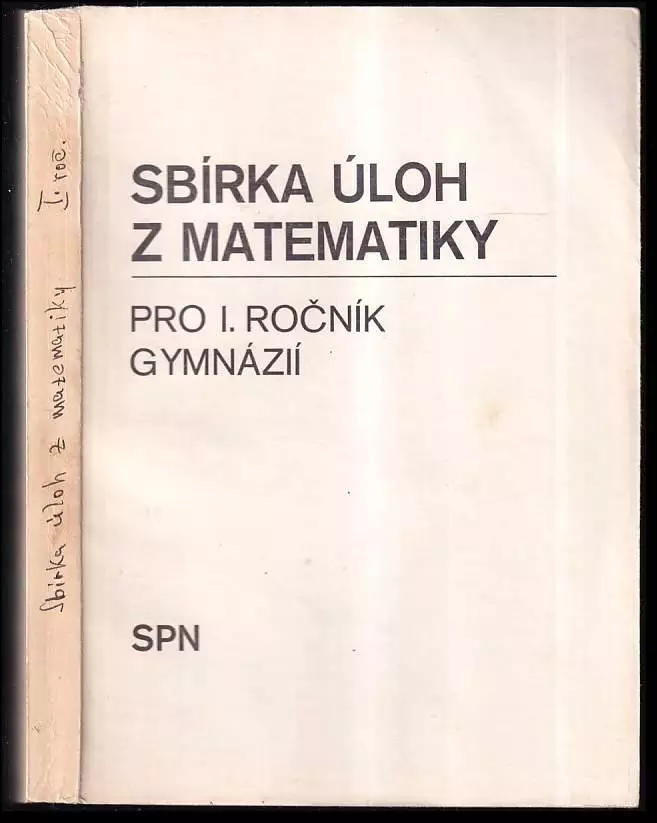 SBÍRKA ÚLOH
Z MATEMATIKY
PRO I. ROČNÍK
GYMNÁZIÍ
SPN
Sbírka úloh z matematiky I. roč.